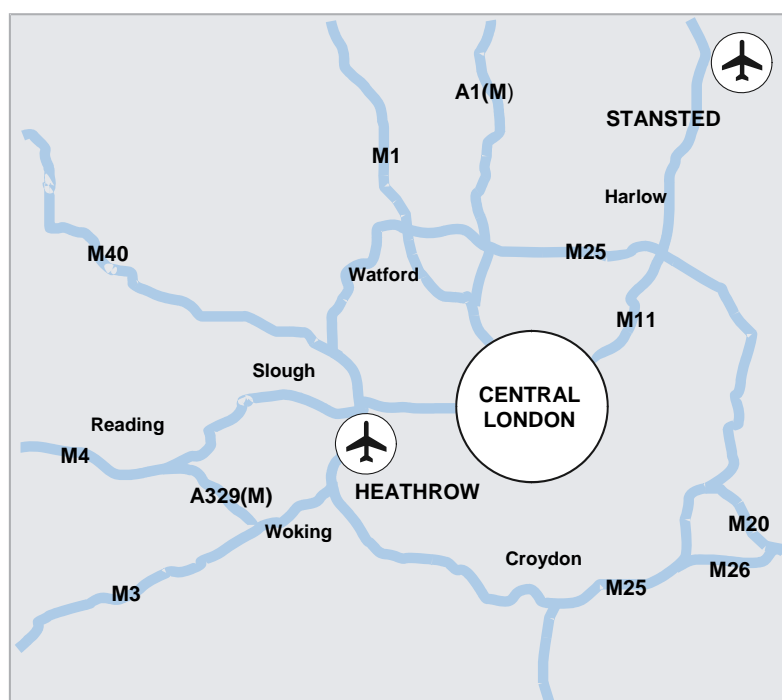 A1(M)
STANSTED
M1
Harlow
M40
M25
Watford
M11
Slough
CENTRAL
LONDON
Reading
M4
A329(M)
HEATHROW
Woking
M20
Croydon
M26
M25
M3